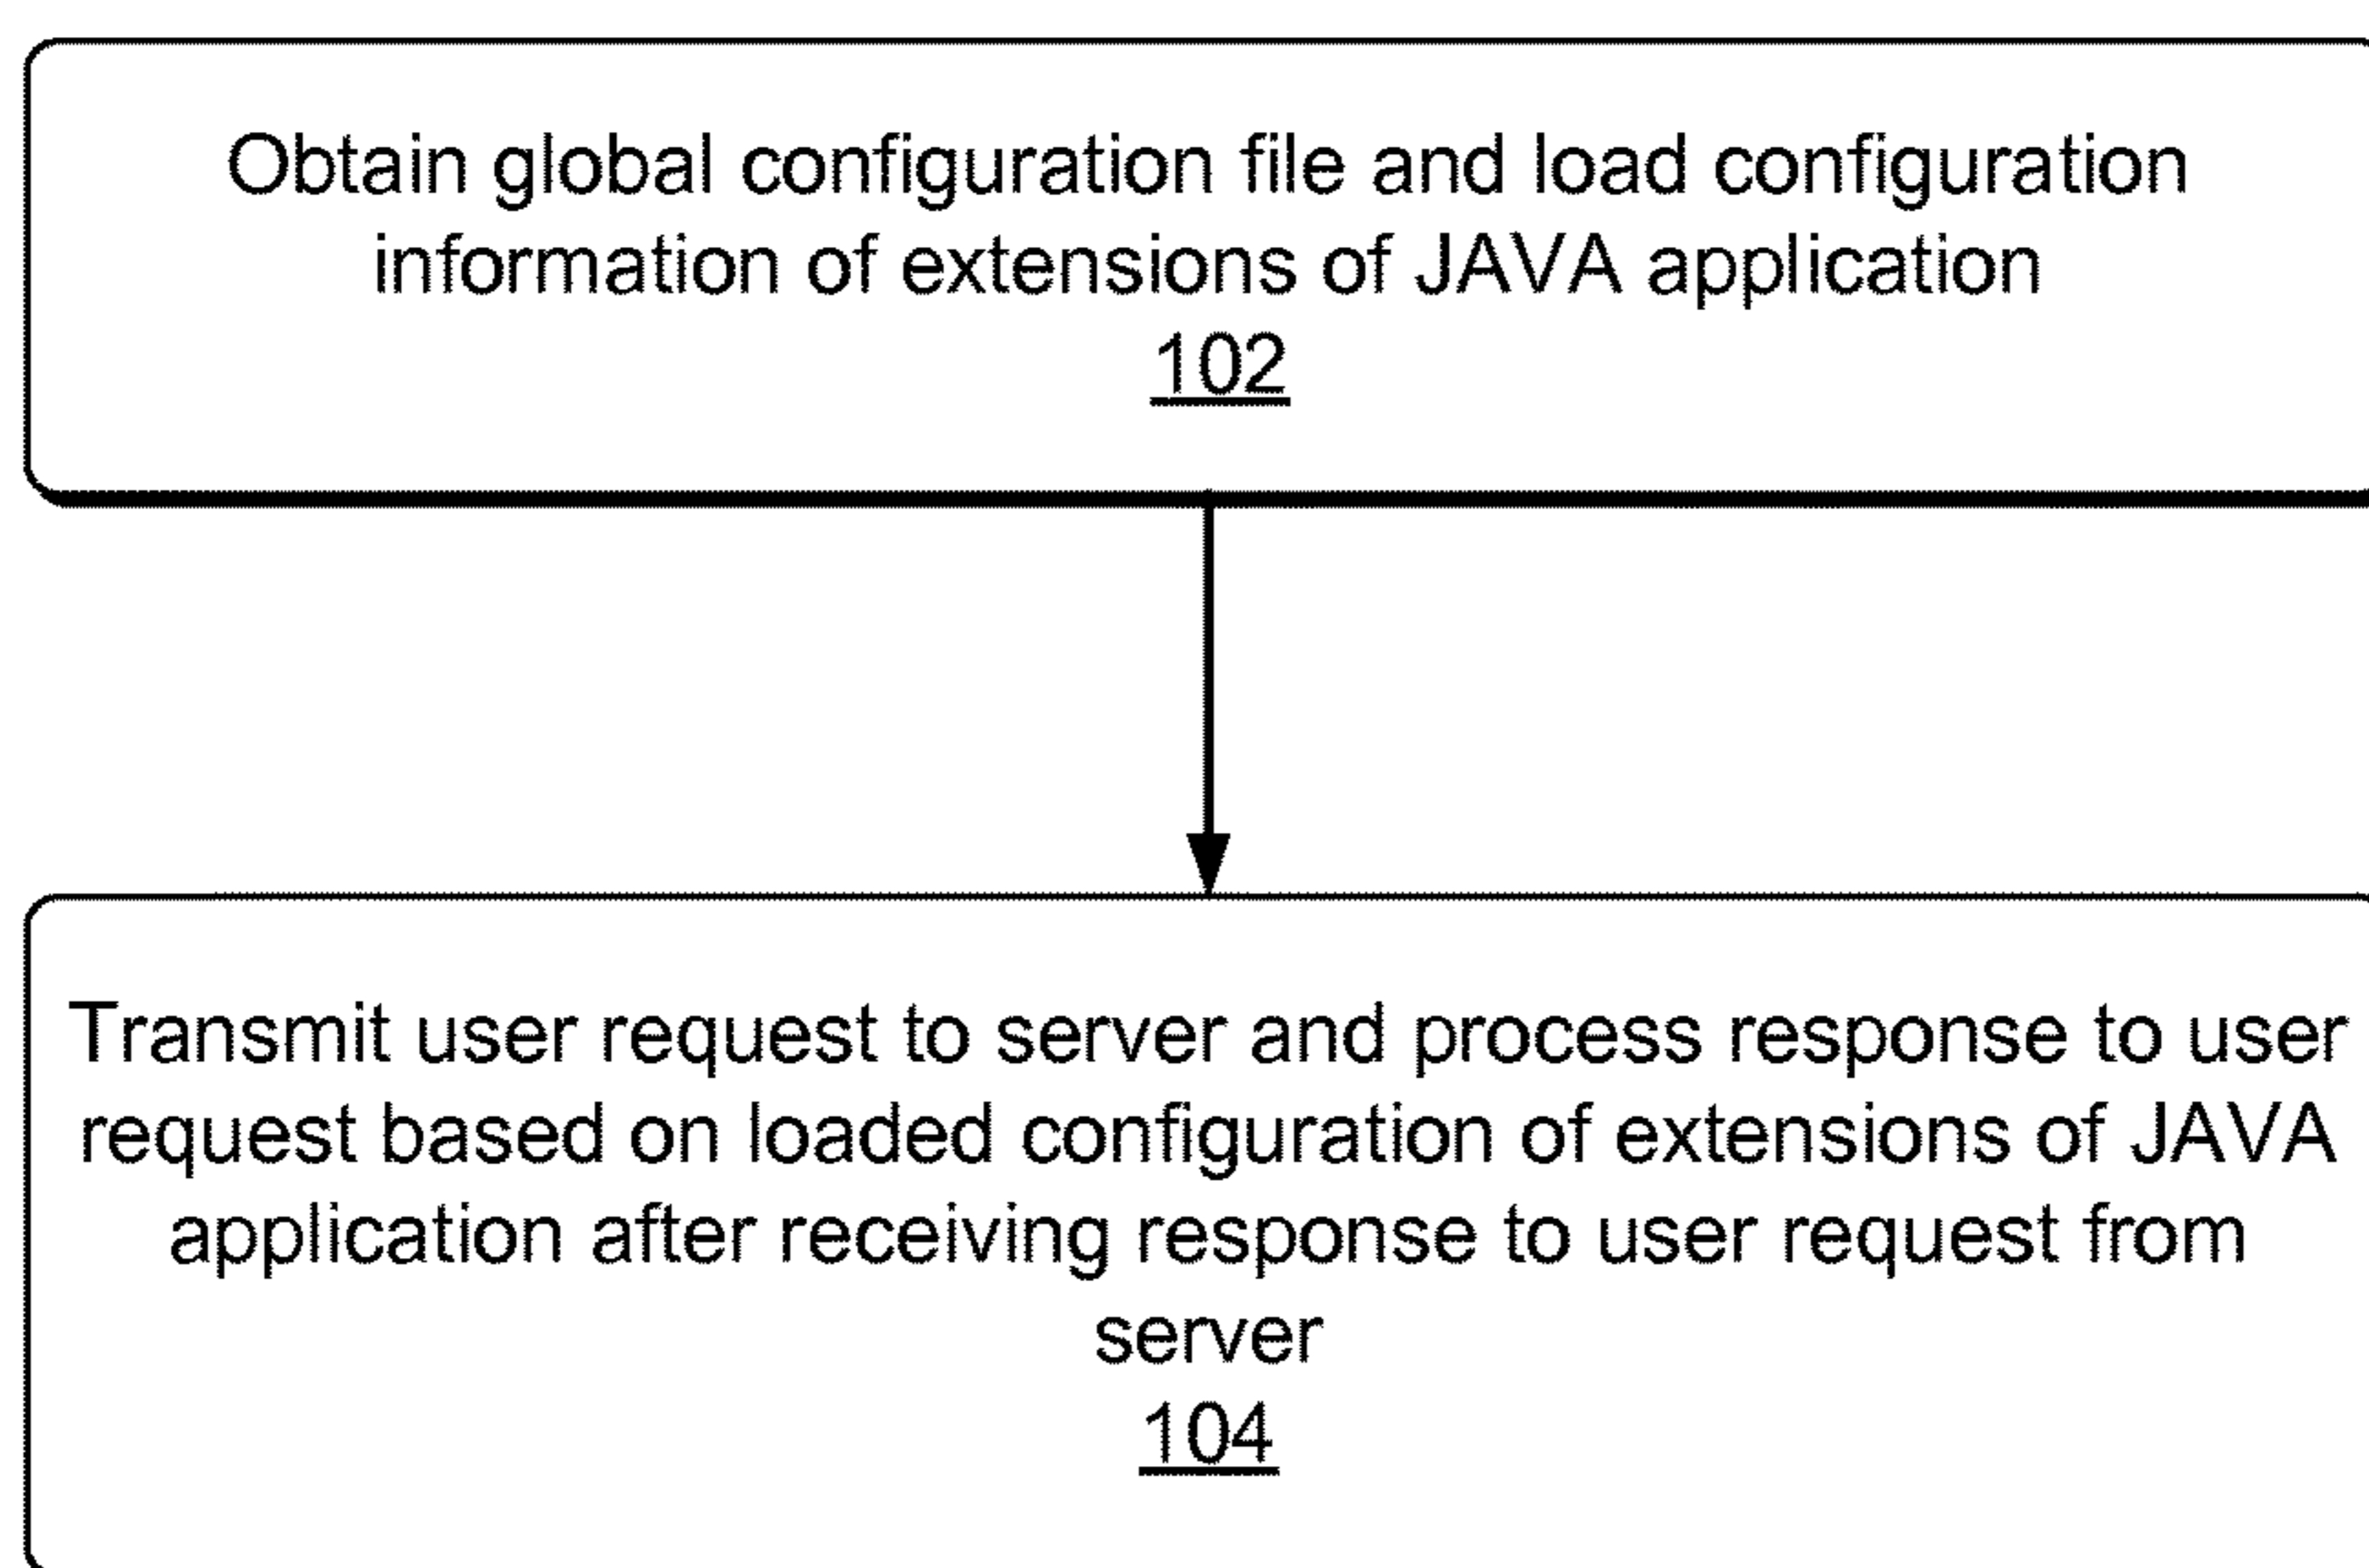 Obtain global configuration file and load configuration
information of extensions of JAVA application
102
Transmit user request to server and process response to user
request based on loaded configuration of extensions of JAVA
application after receiving response to user request from
server
104